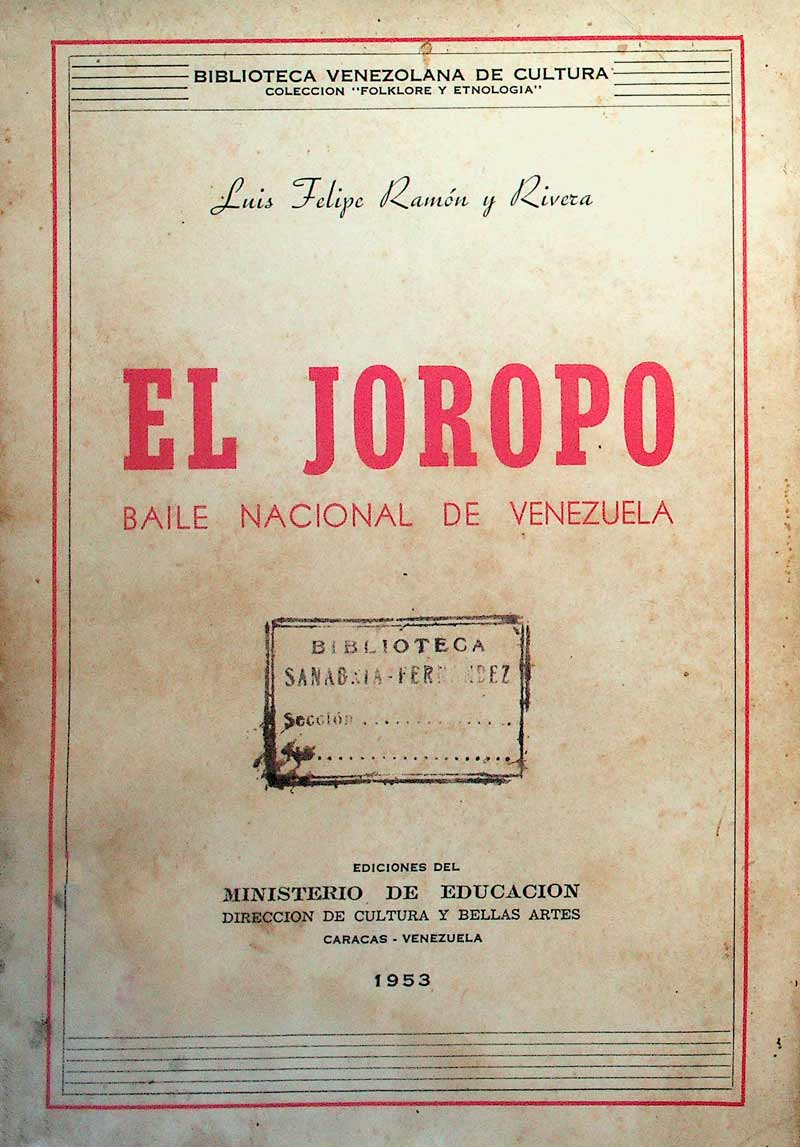 BIBLIOTECA VENEZOLANA DE CULTURA
COLECCION "FOLKLORE Y ETNOLOGIA"
Luis Felipe Ramón y Rivera
EL JOROPO
BAILE NACIONAL DE VENEZUELA
BIBLIOTECA
Sección . . . . . . . . . . . . .
EDICIONES DEL
MINISTERIO DE EDUCACION
DIRECCION DE CULTURA Y BELLAS ARTES
CARACAS - VENEZUELA
1953